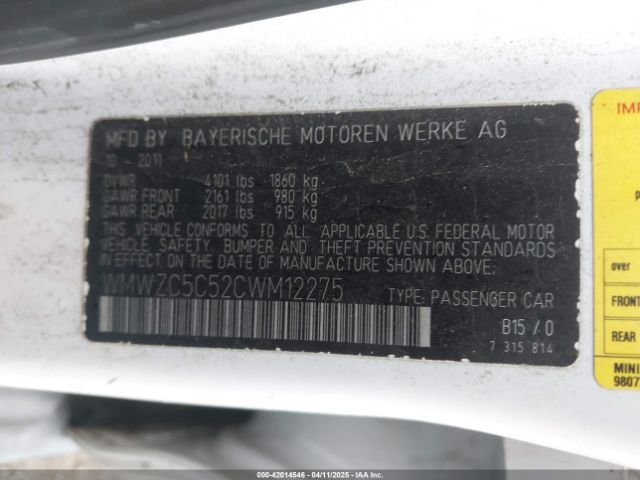 MFD BY BAYERISCHE MOTOREN WERKE AG
10 - 2011
GVWR 4101 lbs 1860 kg
GAWR FRONT 2161 lbs 980 kg
GAWR REAR 2017 lbs 915 kg
THIS VEHICLE CONFORMS TO ALL APPLICABLE U.S. FEDERAL MOTOR
VEHICLE SAFETY, BUMPER AND THEFT PREVENTION STANDARDS
IN EFFECT ON THE DATE OF MANUFACTURE SHOWN ABOVE.
WMWZC5C52CWM12275 TYPE: PASSENGER CAR
B15 / 0
7 315 814
over
FRONT
REAR
MINI
9807
000-42014546 - 04/11/2025 - COPYRIGHT IAA, LLC.